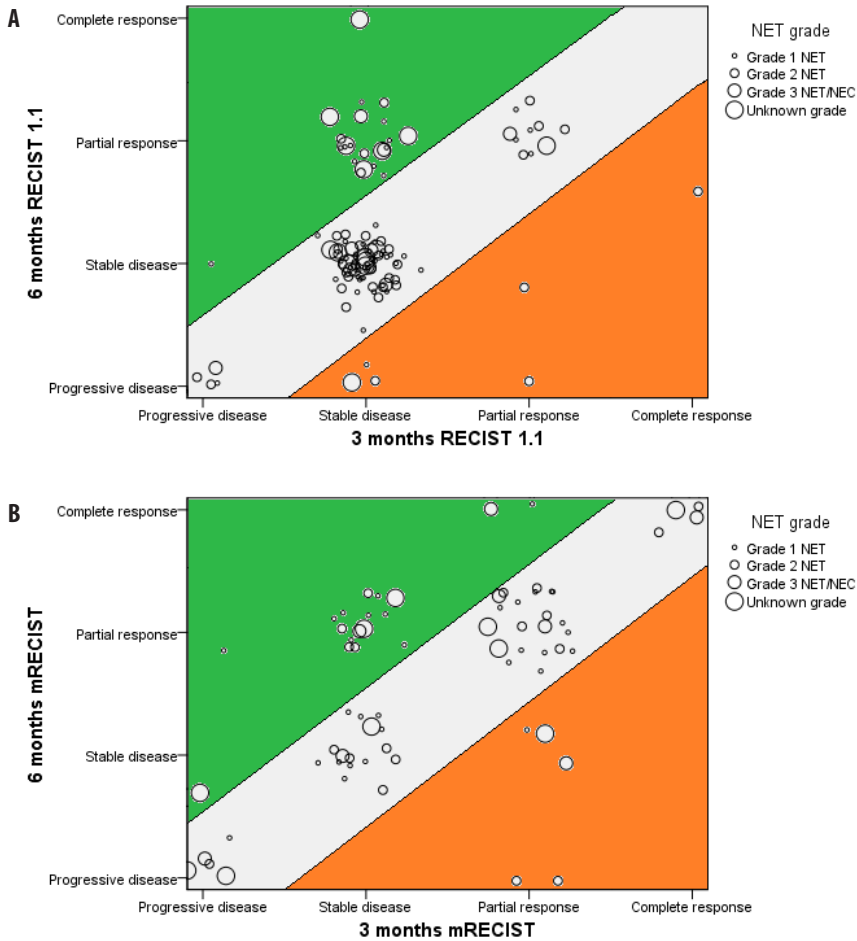 A
6 months RECIST 1.1
Complete response
Partial response
Stable disease
Progressive disease
Progressive disease
Stable disease
Partial response
Complete response
3 months RECIST 1.1
NET grade
Grade 1 NET
Grade 2 NET
Grade 3 NET/NEC
Unknown grade
B
6 months mRECIST
Complete response
Partial response
Stable disease
Progressive disease
Progressive disease
Stable disease
Partial response
Complete response
3 months mRECIST
NET grade
Grade 1 NET
Grade 2 NET
Grade 3 NET/NEC
Unknown grade